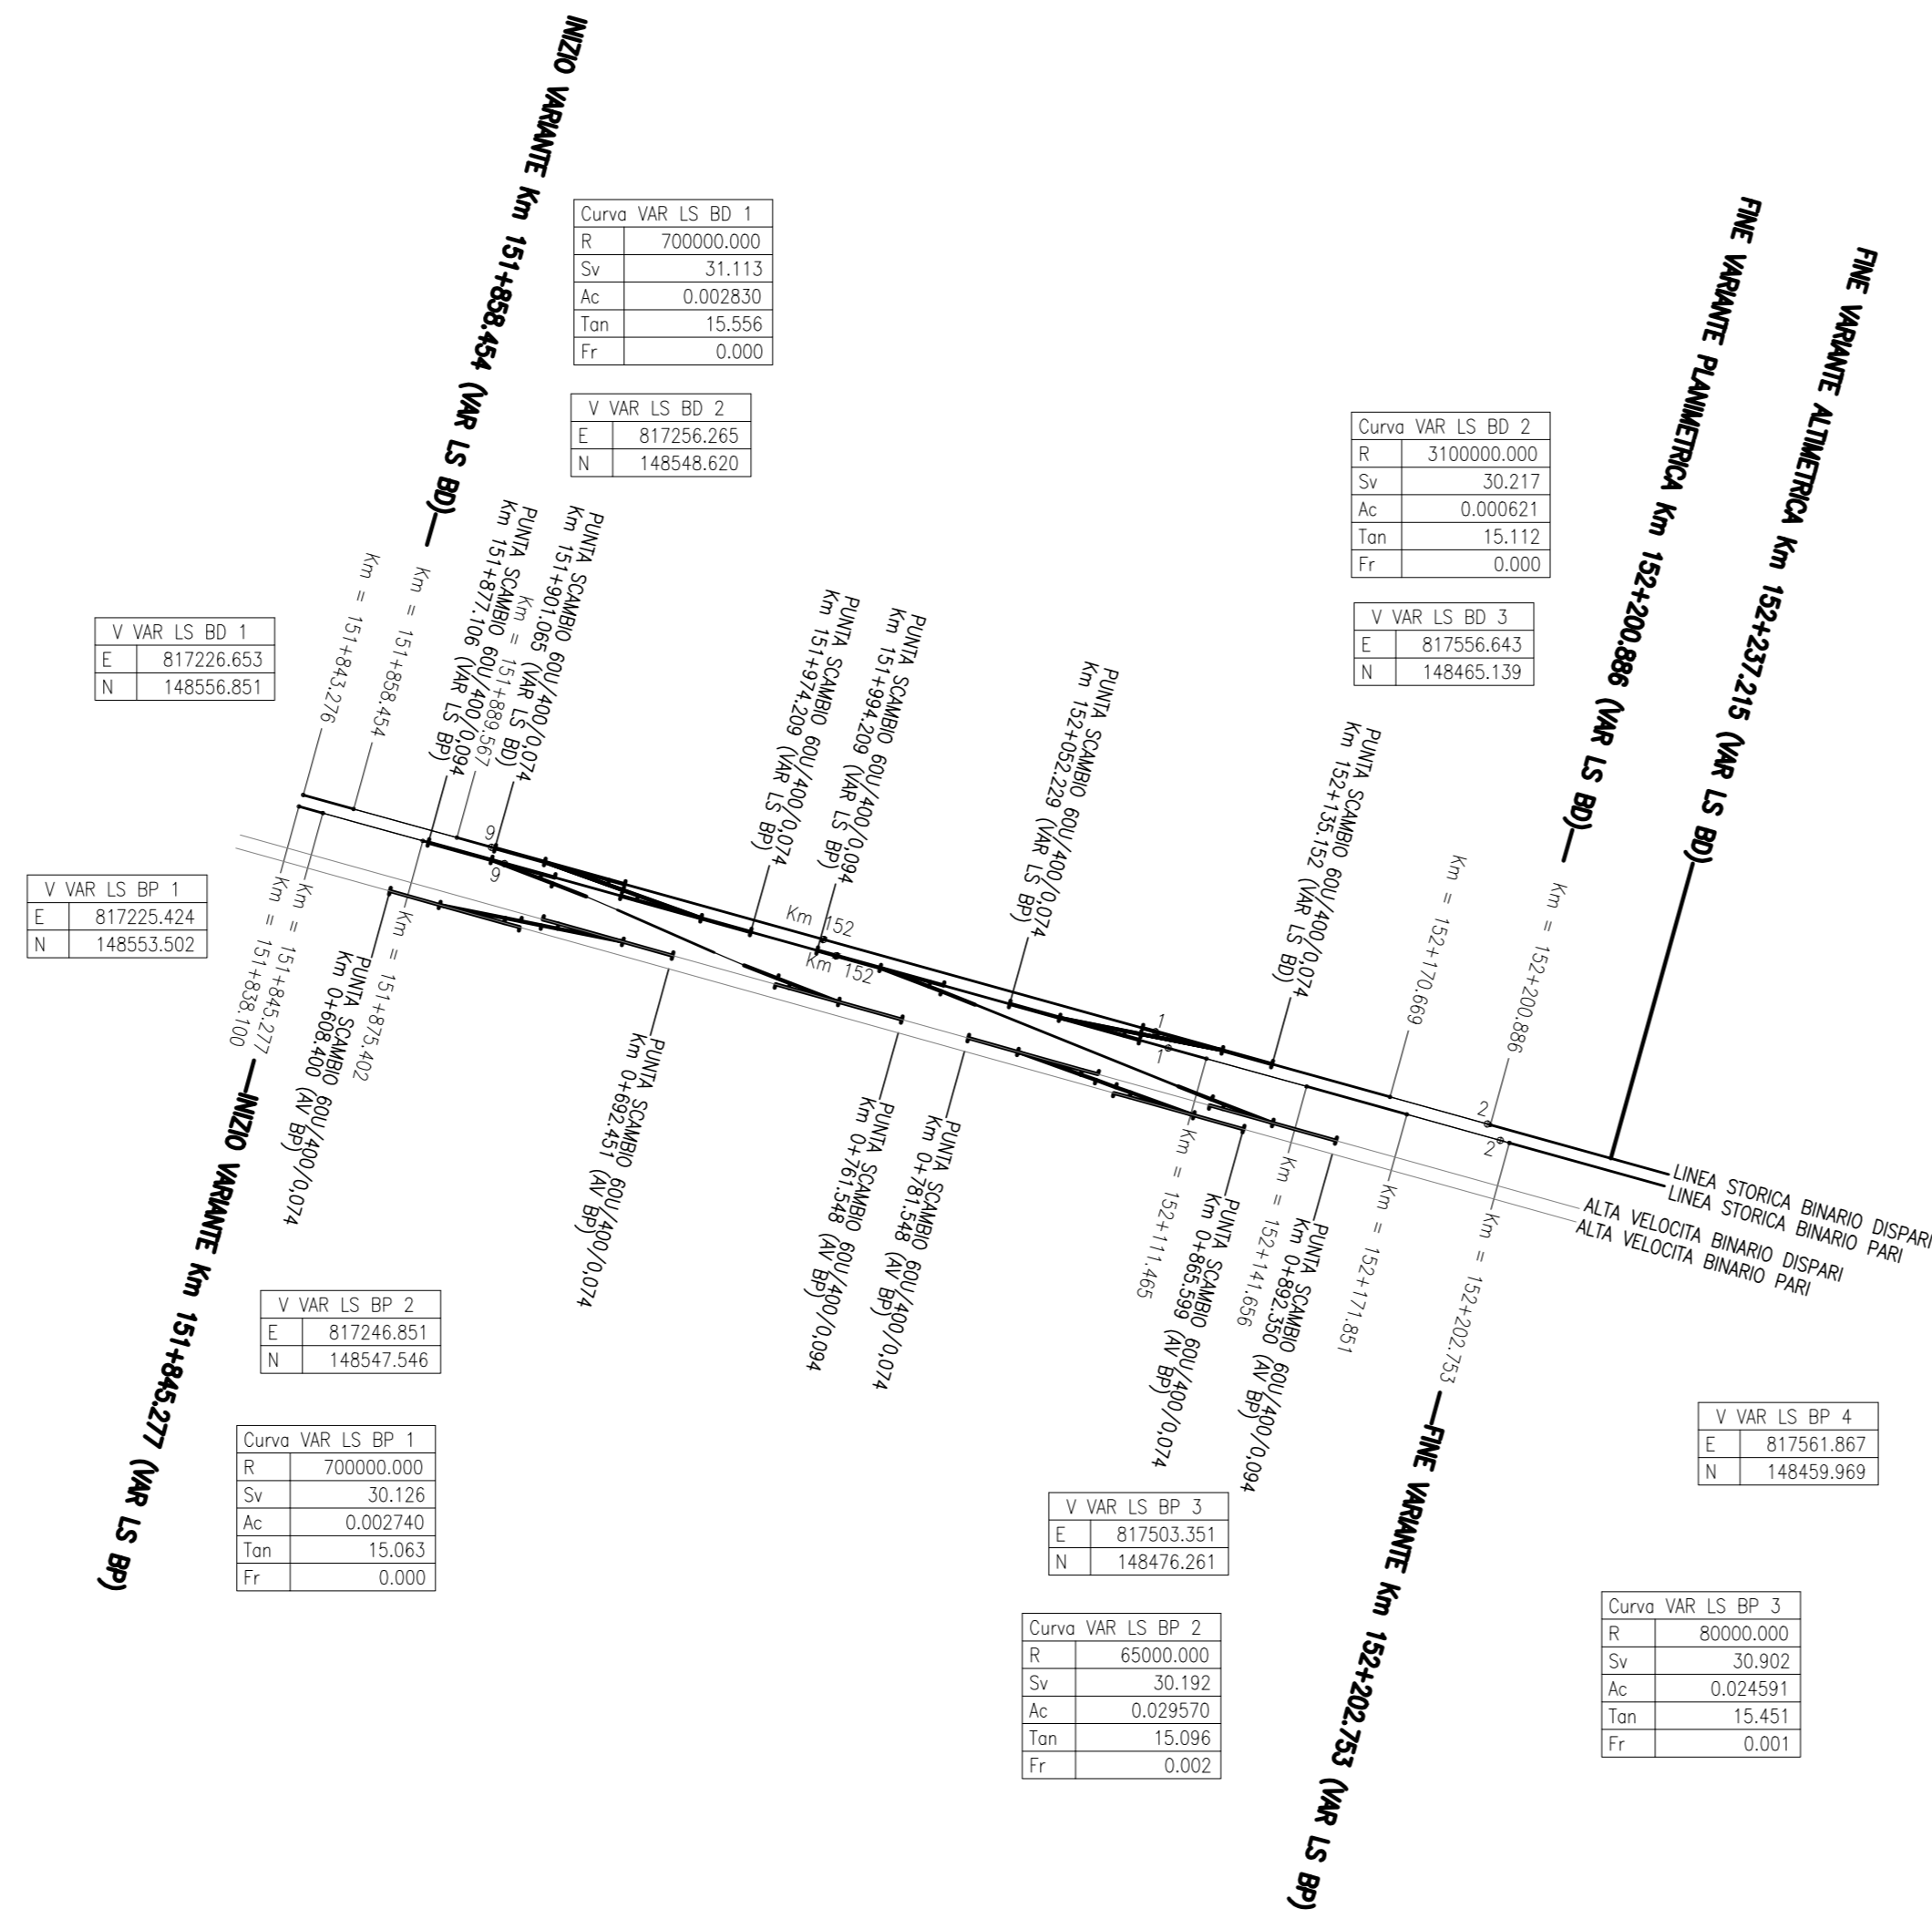 INIZIO VARIANTE Km 151+858.454 (VAR LS BD)
FINE VARIANTE PLANIMETRICA Km 152+200.886 (VAR LS BD)
FINE VARIANTE ALTIMETRICA Km 152+237.215 (VAR LS BD)
Curva VAR LS BD 1
R 700000.000
Sv 31.113
Ac 0.002830
Tan 15.556
Fr 0.000
V VAR LS BD 2
E 817256.265
N 148548.620
Curva VAR LS BD 2
R 3100000.000
Sv 30.217
Ac 0.000621
Tan 15.112
Fr 0.000
V VAR LS BD 3
E 817556.643
N 148465.139
V VAR LS BD 1
E 817226.653
N 148556.851
Km = 151+843.276
Km = 151+858.454
PUNTA SCAMBIO 60U/400/0,094
Km 151+877.106 (VAR LS BP)
Km = 151+889.567
PUNTA SCAMBIO 60U/400/0,074
Km 151+901.065 (VAR LS BD)
PUNTA SCAMBIO 60U/400/0,074
Km 151+974.209 (VAR LS BP)
PUNTA SCAMBIO 60U/400/0,094
Km 151+994.209 (VAR LS BP)
PUNTA SCAMBIO 60U/400/0,074
Km 152+052.229 (VAR LS BP)
PUNTA SCAMBIO 60U/400/0,074
Km 152+135.152 (VAR LS BD)
Km = 152+170.669
Km = 152+200.886
9
9
Km 152
Km 152
1
1
2
2
LINEA STORICA BINARIO DISPARI
LINEA STORICA BINARIO PARI
ALTA VELOCITA BINARIO DISPARI
ALTA VELOCITA BINARIO PARI
V VAR LS BP 1
E 817225.424
N 148553.502
Km = 151+838.100
Km = 151+845.277
INIZIO VARIANTE Km 151+845.277 (VAR LS BP)
PUNTA SCAMBIO 60U/400/0,074
Km 0+608.400 (AV BP)
Km = 151+875.402
PUNTA SCAMBIO 60U/400/0,074
Km 0+692.451 (AV BP)
PUNTA SCAMBIO 60U/400/0,094
Km 0+761.548 (AV BP)
PUNTA SCAMBIO 60U/400/0,074
Km 0+781.548 (AV BP)
Km = 152+111.465
PUNTA SCAMBIO 60U/400/0,074
Km 0+865.599 (AV BP)
Km = 152+141.656
PUNTA SCAMBIO 60U/400/0,094
Km 0+892.350 (AV BP)
Km = 152+171.851
Km = 152+202.753
FINE VARIANTE Km 152+202.753 (VAR LS BP)
V VAR LS BP 2
E 817246.851
N 148547.546
Curva VAR LS BP 1
R 700000.000
Sv 30.126
Ac 0.002740
Tan 15.063
Fr 0.000
V VAR LS BP 3
E 817503.351
N 148476.261
Curva VAR LS BP 2
R 65000.000
Sv 30.192
Ac 0.029570
Tan 15.096
Fr 0.002
V VAR LS BP 4
E 817561.867
N 148459.969
Curva VAR LS BP 3
R 80000.000
Sv 30.902
Ac 0.024591
Tan 15.451
Fr 0.001